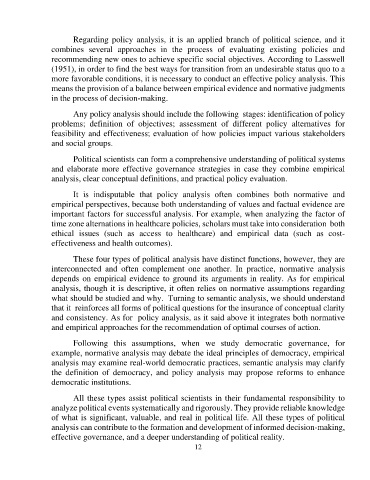 Regarding policy analysis, it is an applied branch of political science, and it
combines several approaches in the process of evaluating existing policies and
recommending new ones to achieve specific social objectives. According to Lasswell
(1951), in order to find the best ways for transition from an undesirable status quo to a
more favorable conditions, it is necessary to conduct an effective policy analysis. This
means the provision of a balance between empirical evidence and normative judgments
in the process of decision-making.
Any policy analysis should include the following stages: identification of policy
problems; definition of objectives; assessment of different policy alternatives for
feasibility and effectiveness; evaluation of how policies impact various stakeholders
and social groups.
Political scientists can form a comprehensive understanding of political systems
and elaborate more effective governance strategies in case they combine empirical
analysis, clear conceptual definitions, and practical policy evaluation.
It is indisputable that policy analysis often combines both normative and
empirical perspectives, because both understanding of values and factual evidence are
important factors for successful analysis. For example, when analyzing the factor of
time zone alternations in healthcare policies, scholars must take into consideration both
ethical issues (such as access to healthcare) and empirical data (such as cost-
effectiveness and health outcomes).
These four types of political analysis have distinct functions, however, they are
interconnected and often complement one another. In practice, normative analysis
depends on empirical evidence to ground its arguments in reality. As for empirical
analysis, though it is descriptive, it often relies on normative assumptions regarding
what should be studied and why. Turning to semantic analysis, we should understand
that it reinforces all forms of political questions for the insurance of conceptual clarity
and consistency. As for policy analysis, as it said above it integrates both normative
and empirical approaches for the recommendation of optimal courses of action.
Following this assumptions, when we study democratic governance, for
example, normative analysis may debate the ideal principles of democracy, empirical
analysis may examine real-world democratic practices, semantic analysis may clarify
the definition of democracy, and policy analysis may propose reforms to enhance
democratic institutions.
All these types assist political scientists in their fundamental responsibility to
analyze political events systematically and rigorously. They provide reliable knowledge
of what is significant, valuable, and real in political life. All these types of political
analysis can contribute to the formation and development of informed decision-making,
effective governance, and a deeper understanding of political reality.
12